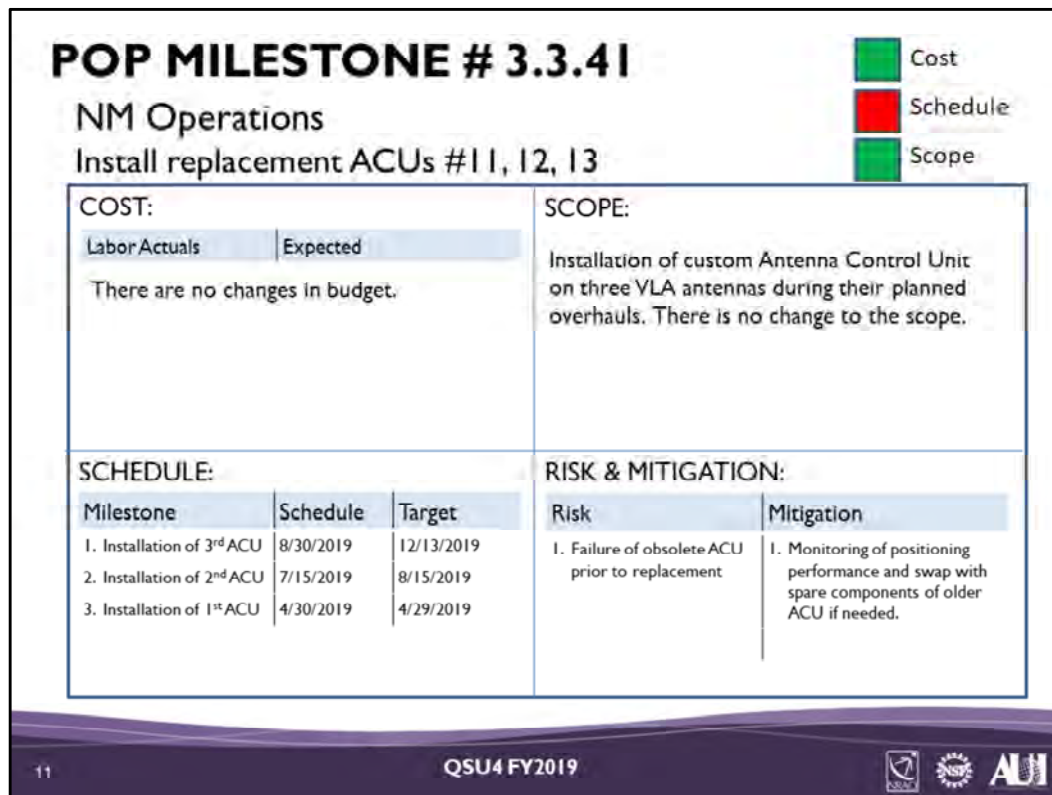 POP MILESTONE # 3.3.41
Cost
Schedule
Scope
NM Operations
Install replacement ACUs #11, 12, 13
COST:
Labor Actuals Expected
There are no changes in budget.
SCOPE:
Installation of custom Antenna Control Unit
on three VLA antennas during their planned
overhauls. There is no change to the scope.
SCHEDULE:
Milestone Schedule Target
1. Installation of 3rd ACU 8/30/2019 12/13/2019
2. Installation of 2nd ACU 7/15/2019 8/15/2019
3. Installation of 1st ACU 4/30/2019 4/29/2019
RISK & MITIGATION:
Risk Mitigation
1. Failure of obsolete ACU
prior to replacement
1. Monitoring of positioning
performance and swap with
spare components of older
ACU if needed.
11
QSU4 FY2019
NRAO
NSF
AUI